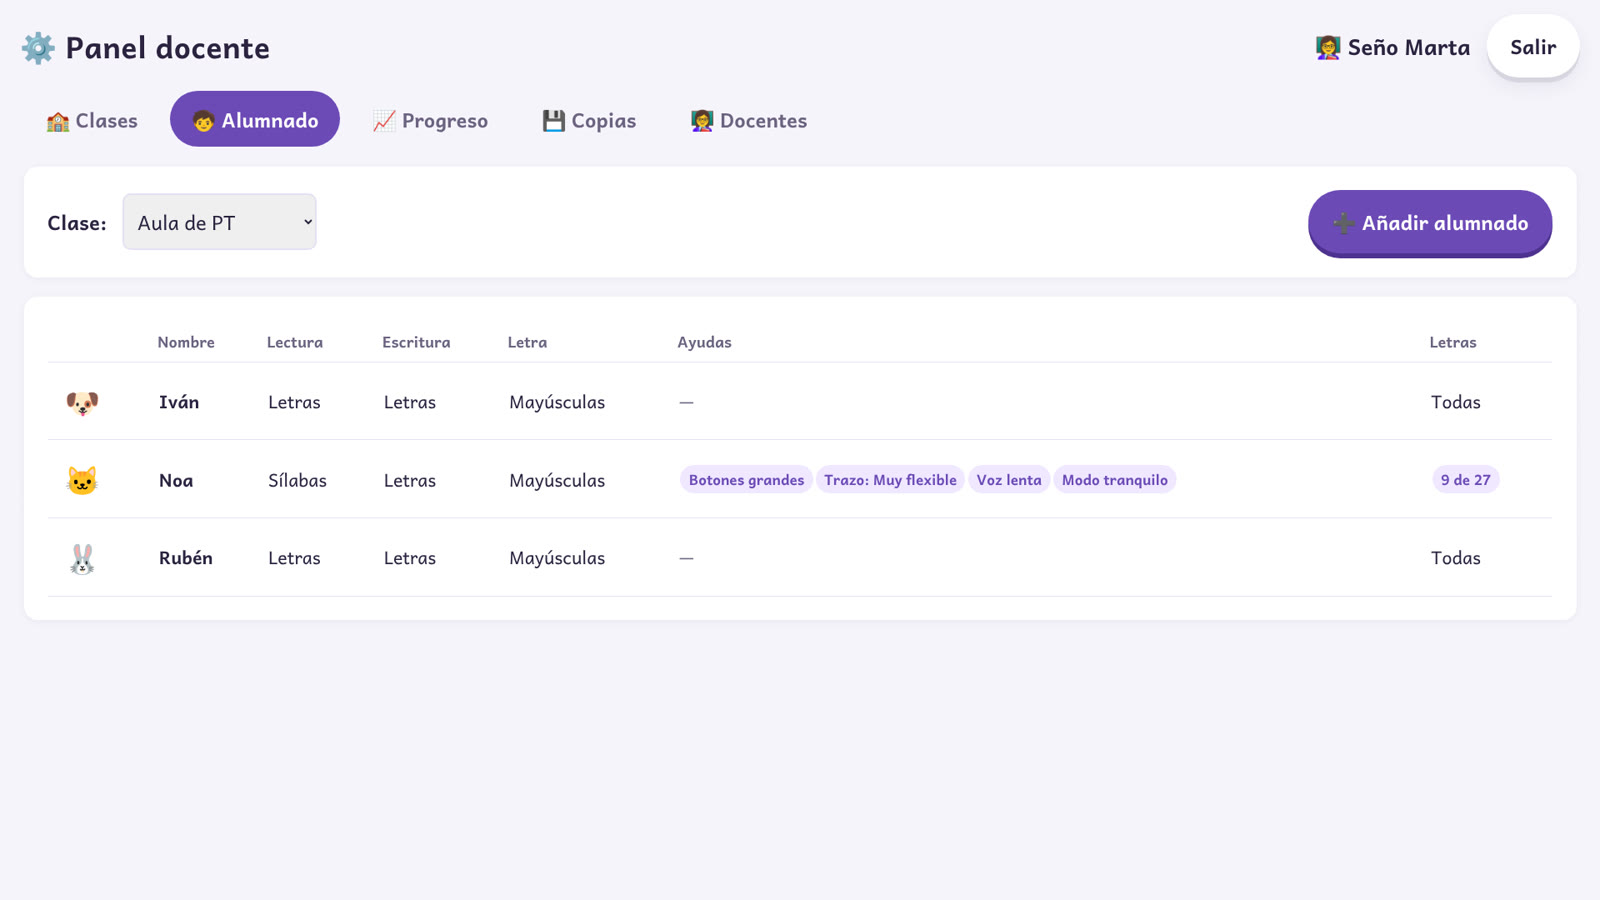 Panel docente
Seño Marta
Salir
Clases
Alumnado
Progreso
Copias
Docentes
Clase:
Aula de PT
Añadir alumnado
Nombre Lectura Escritura Letra Ayudas Letras
Iván Letras Letras Mayúsculas — Todas
Noa Sílabas Letras Mayúsculas Botones grandes Trazo: Muy flexible Voz lenta Modo tranquilo 9 de 27
Rubén Letras Letras Mayúsculas — Todas